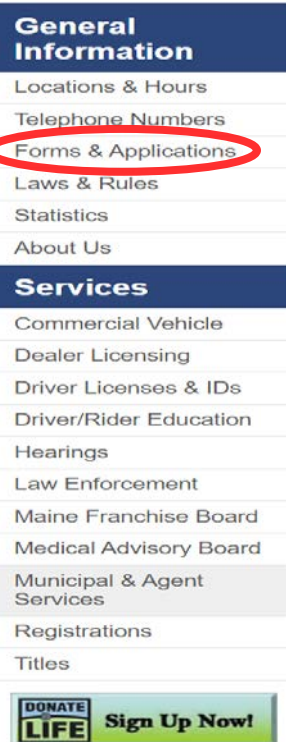 General
Information
Locations & Hours
Telephone Numbers
Forms & Applications
Laws & Rules
Statistics
About Us
Services
Commercial Vehicle
Dealer Licensing
Driver Licenses & IDs
Driver/Rider Education
Hearings
Law Enforcement
Maine Franchise Board
Medical Advisory Board
Municipal & Agent
Services
Registrations
Titles
DONATE
LIFE Sign Up Now!